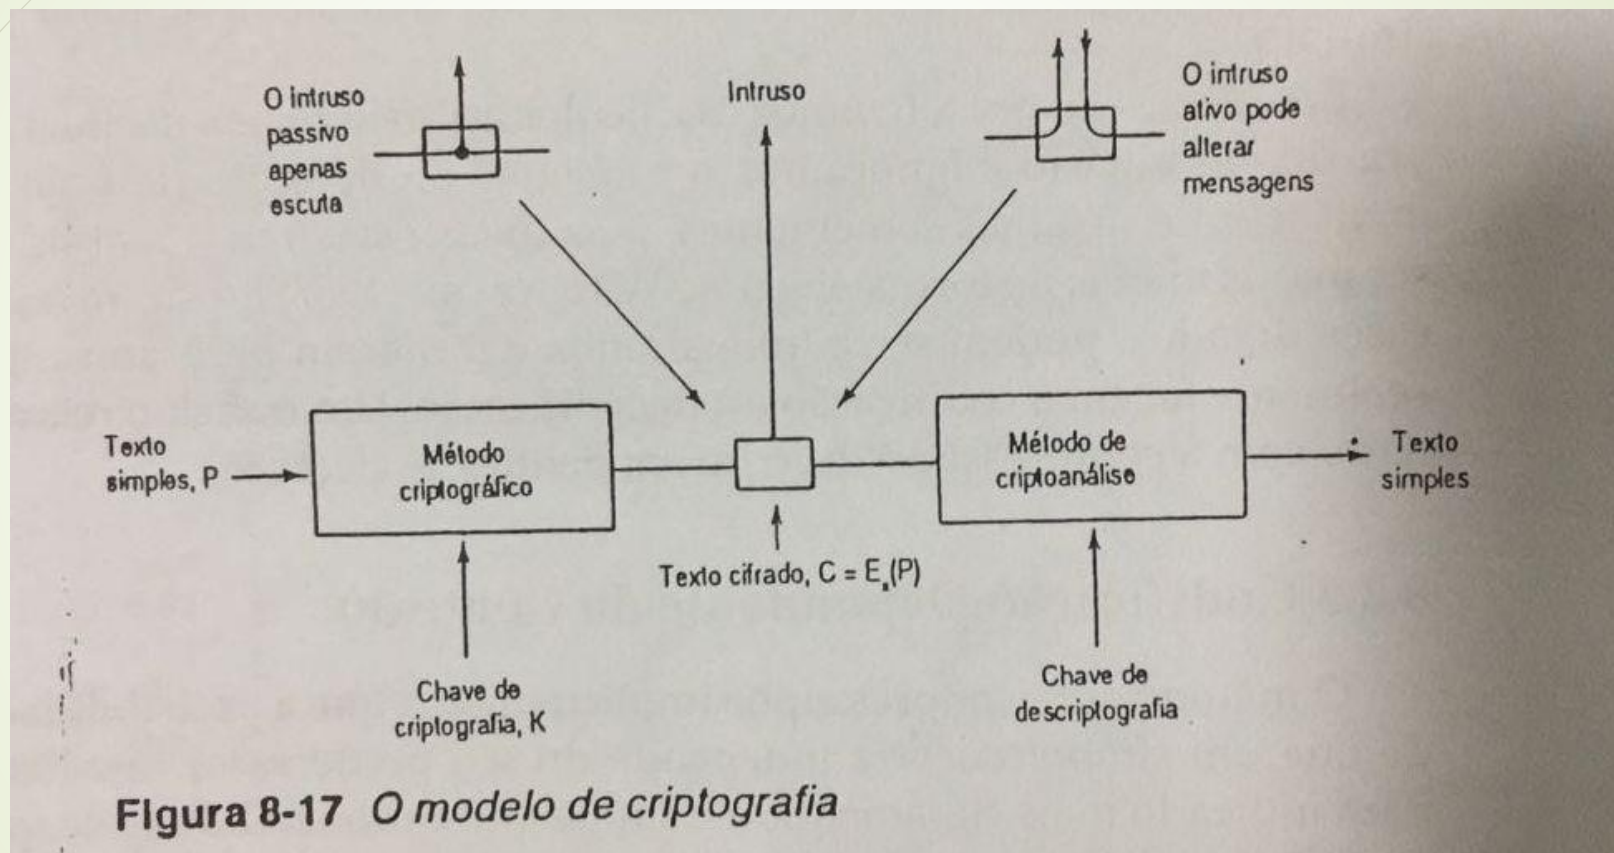 O intruso
passivo
apenas
escuta
Intruso
O intruso
ativo pode
alterar
mensagens
Texto
simples, P
Método
criptográfico
Método de
criptoanálise
Texto
simples
Texto cifrado, C = E (P)
Chave de
criptografia, K
Chave de
descriptografia
Figura 8-17 O modelo de criptografia